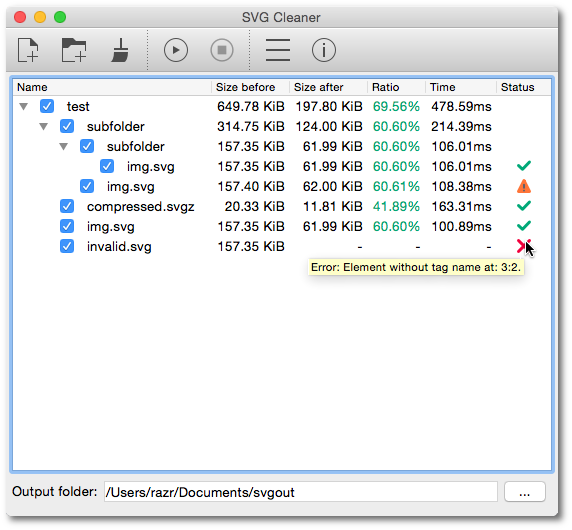 SVG Cleaner
Name Size before Size after Ratio Time Status
test 649.78 KiB 197.80 KiB 69.56% 478.59ms
subfolder 314.75 KiB 124.00 KiB 60.60% 214.39ms
subfolder 157.35 KiB 61.99 KiB 60.60% 106.01ms
img.svg 157.35 KiB 61.99 KiB 60.60% 106.01ms
img.svg 157.40 KiB 62.00 KiB 60.61% 108.38ms
compressed.svgz 20.33 KiB 11.81 KiB 41.89% 163.31ms
img.svg 157.35 KiB 61.99 KiB 60.60% 100.89ms
invalid.svg 157.35 KiB - - -
Error: Element without tag name at: 3:2.
Output folder: /Users/razr/Documents/svgout ...